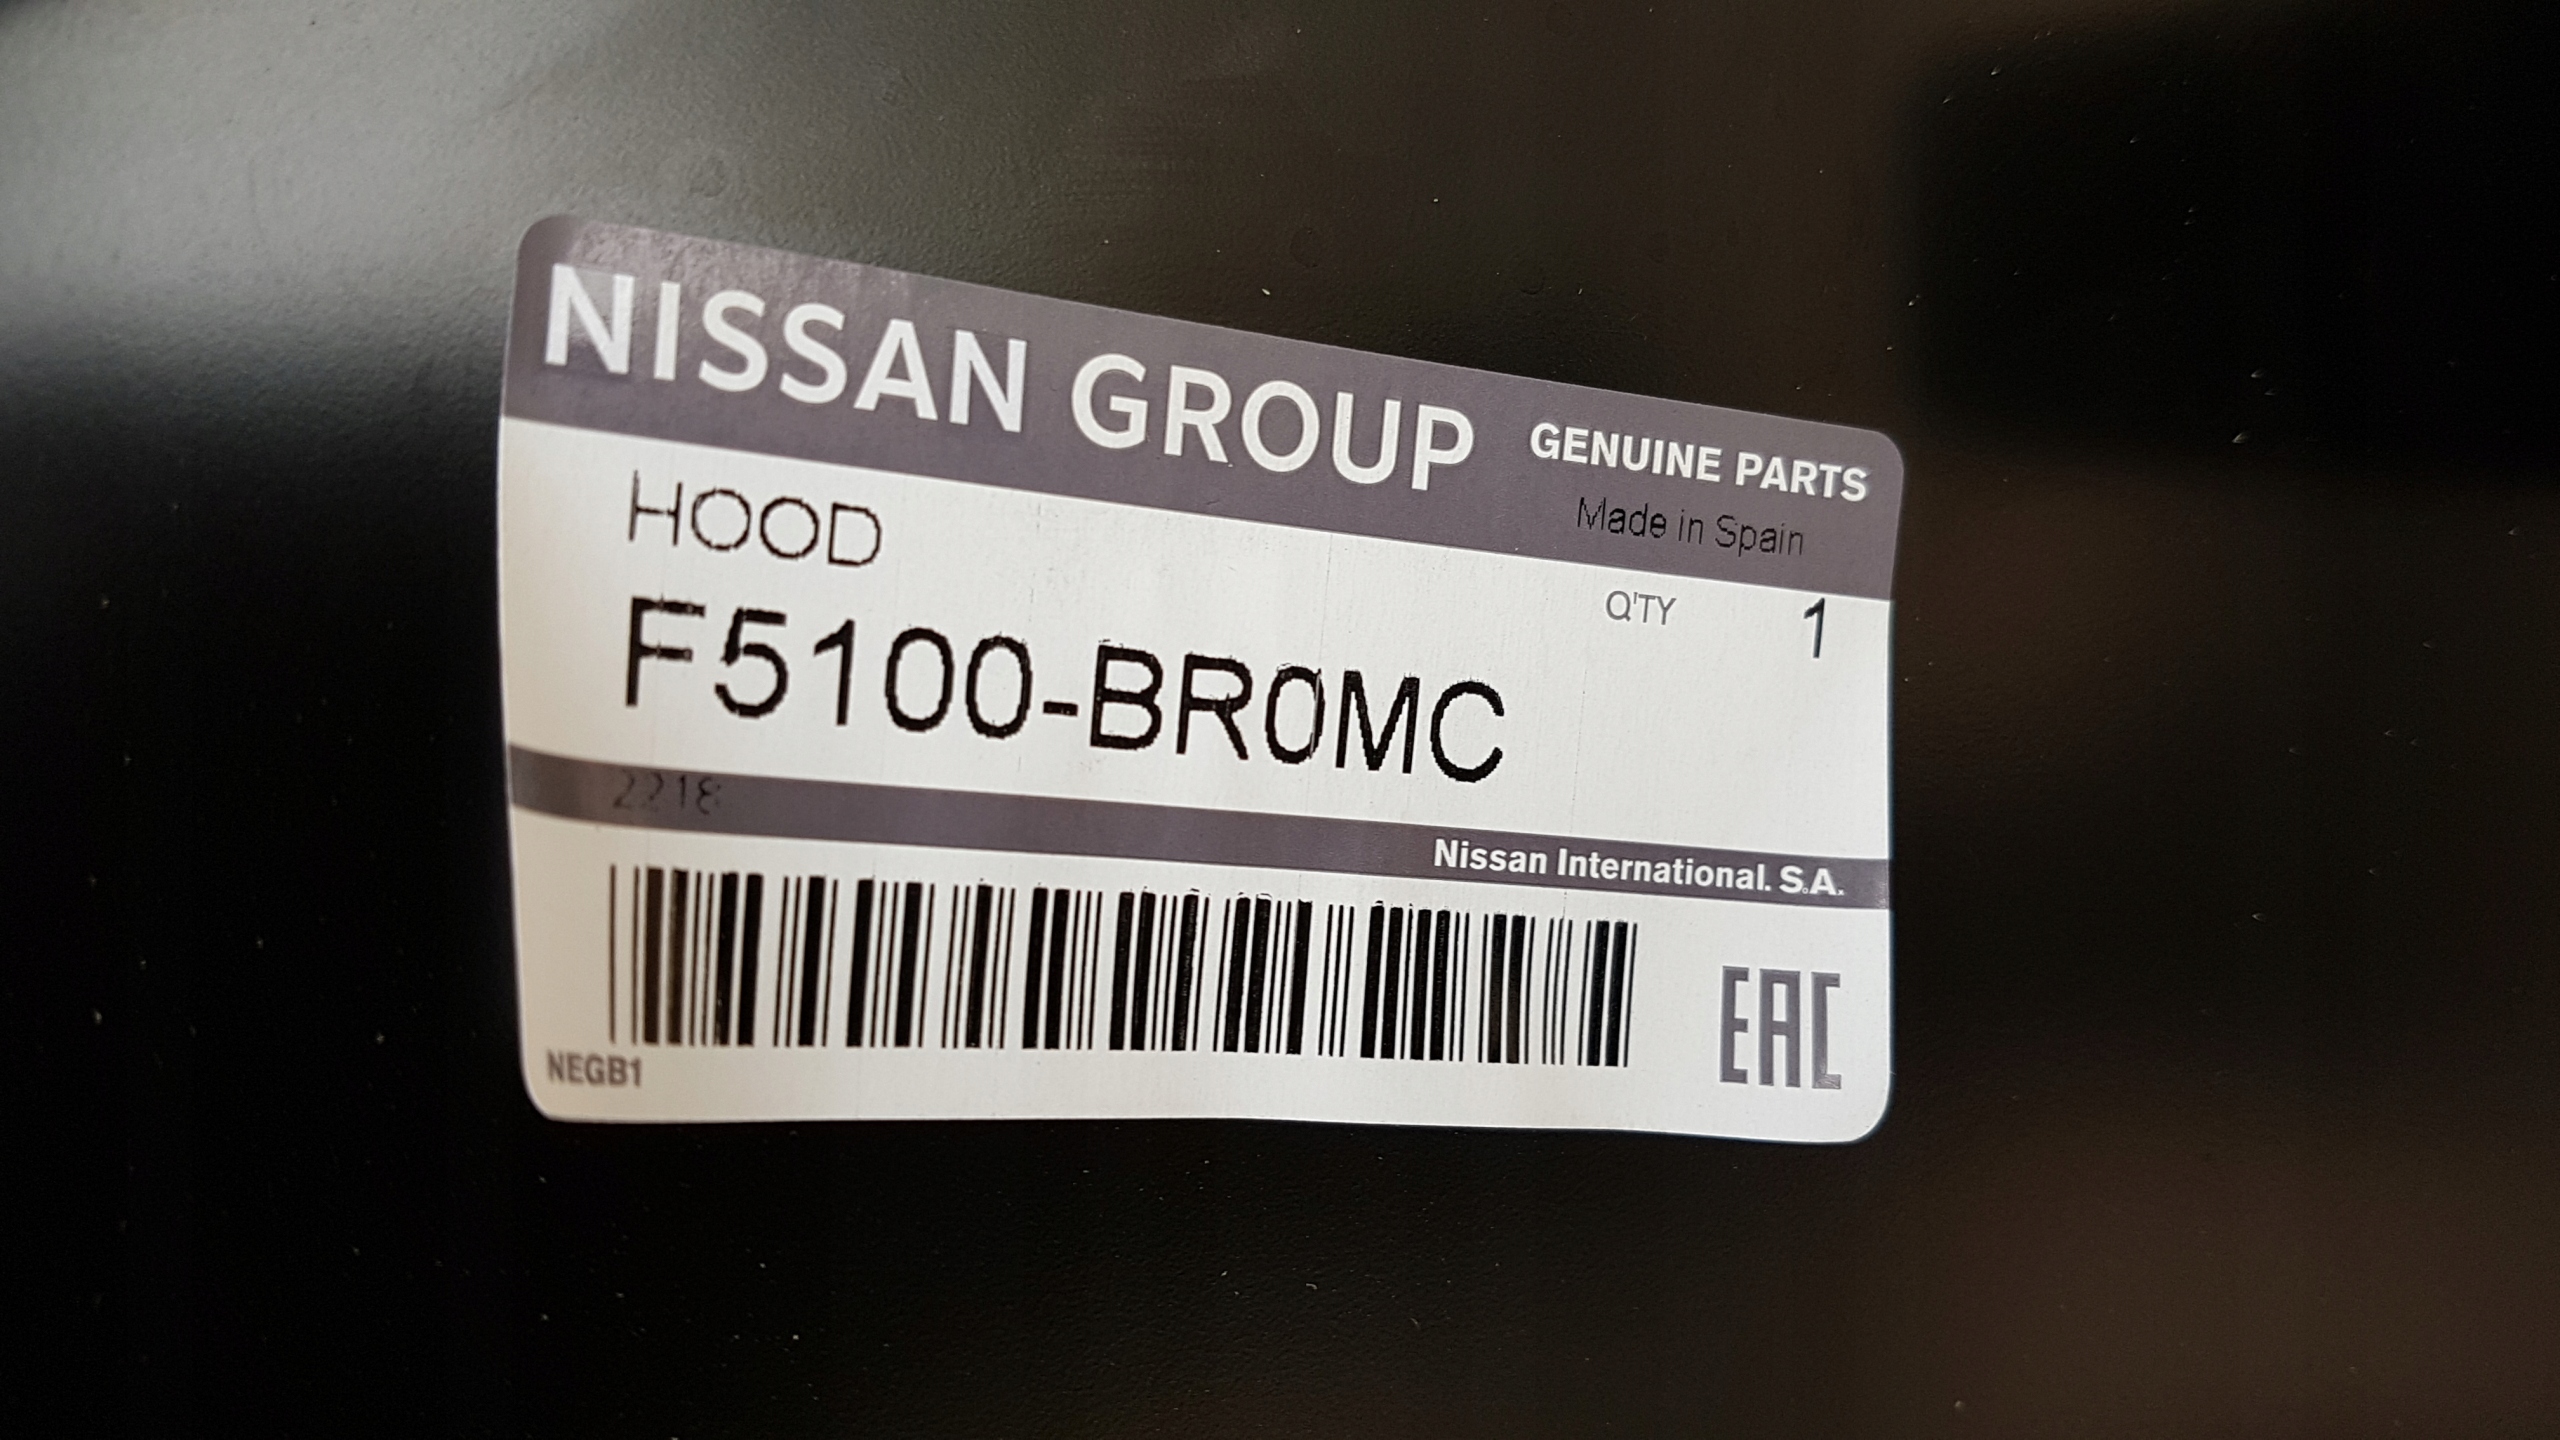 NISSAN GROUP GENUINE PARTS
Made in Spain
HOOD
Q'TY 1
F5100-BR0MC
2218
Nissan International. S.A.
NEGB1
EAC